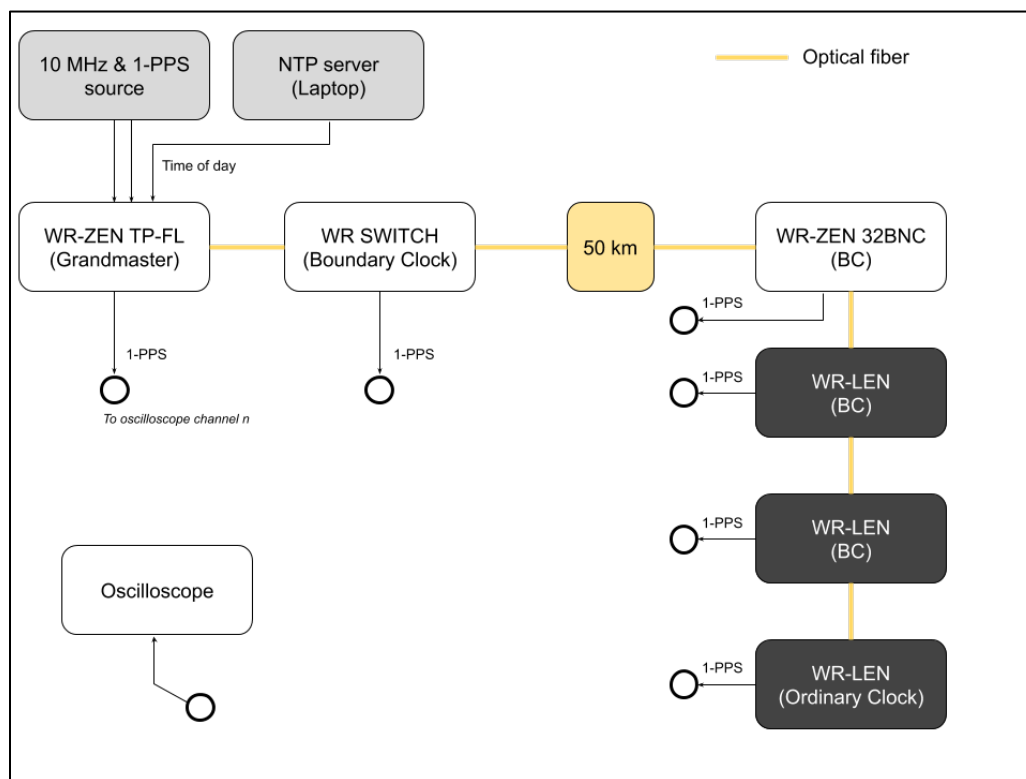 10 MHz & 1-PPS
source
NTP server
(Laptop)
Optical fiber
Time of day
WR-ZEN TP-FL
(Grandmaster)
WR SWITCH
(Boundary Clock)
50 km
WR-ZEN 32BNC
(BC)
1-PPS
1-PPS
1-PPS
To oscilloscope channel n
1-PPS
WR-LEN
(BC)
1-PPS
WR-LEN
(BC)
Oscilloscope
1-PPS
WR-LEN
(Ordinary Clock)